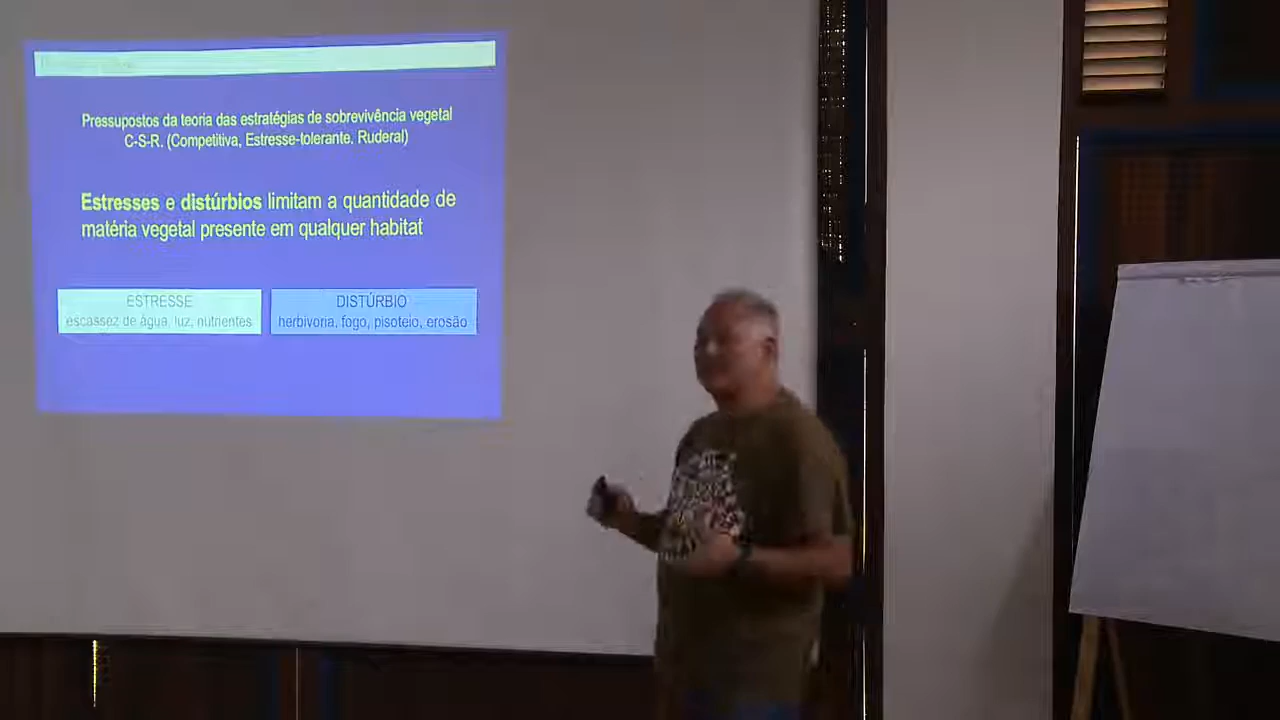 Pressupostos da teoria das estratégias de sobrevivência vegetal
C-S-R. (Competitiva, Estresse-tolerante. Ruderal)
Estresses e distúrbios limitam a quantidade de
matéria vegetal presente em qualquer habitat
ESTRESSE
escassez de água, luz, nutrientes
DISTÚRBIO
herbivoria, fogo, pisoteio, erosão